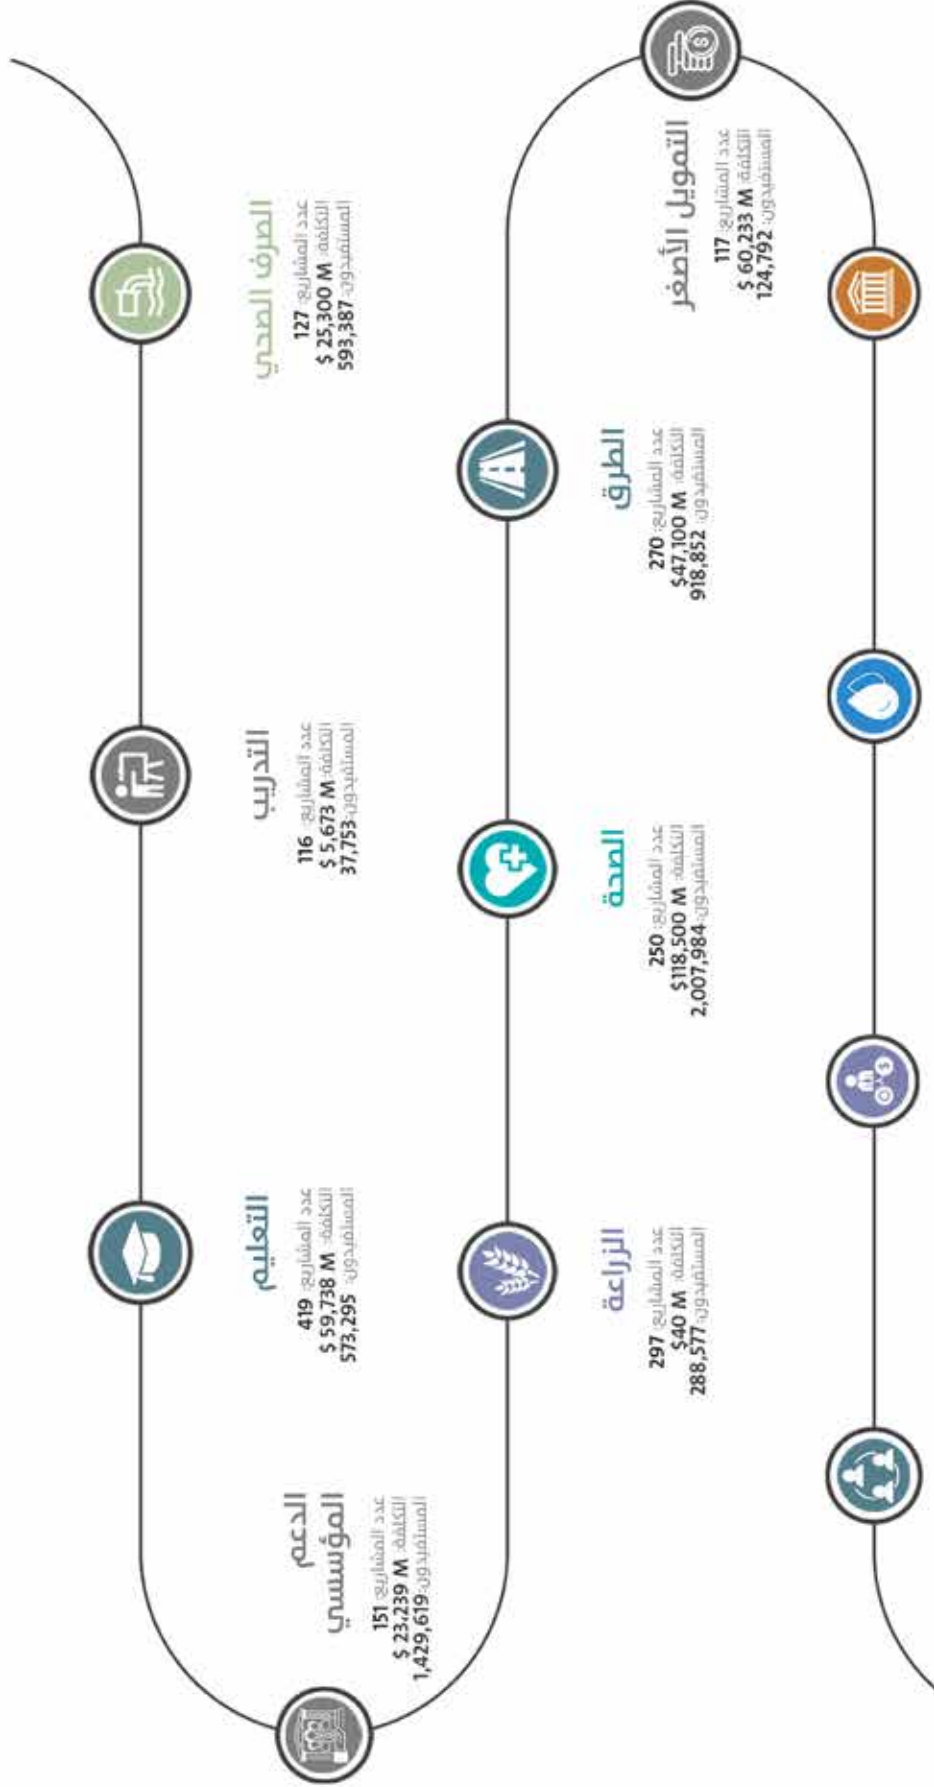 الصرف الصحي
عدد المشاريع: 127
التكلفة: $ 25,300 M
المستفيدون: 593,387
التدريب
عدد المشاريع: 116
التكلفة: $ 5,673 M
المستفيدون: 37,753
التعليم
عدد المشاريع: 419
التكلفة: $ 59,738 M
المستفيدون: 573,295
الدعم
المؤسسي
عدد المشاريع: 151
التكلفة: $ 23,239 M
المستفيدون: 1,429,619
الزراعة
عدد المشاريع: 297
التكلفة: $40 M
المستفيدون: 288,577
الصحة
عدد المشاريع: 250
التكلفة: $118,500 M
المستفيدون: 2,007,984
الطرق
عدد المشاريع: 270
التكلفة: $47,100 M
المستفيدون: 918,852
التمويل الأصغر
عدد المشاريع: 117
التكلفة: $ 60,233 M
المستفيدون: 124,792